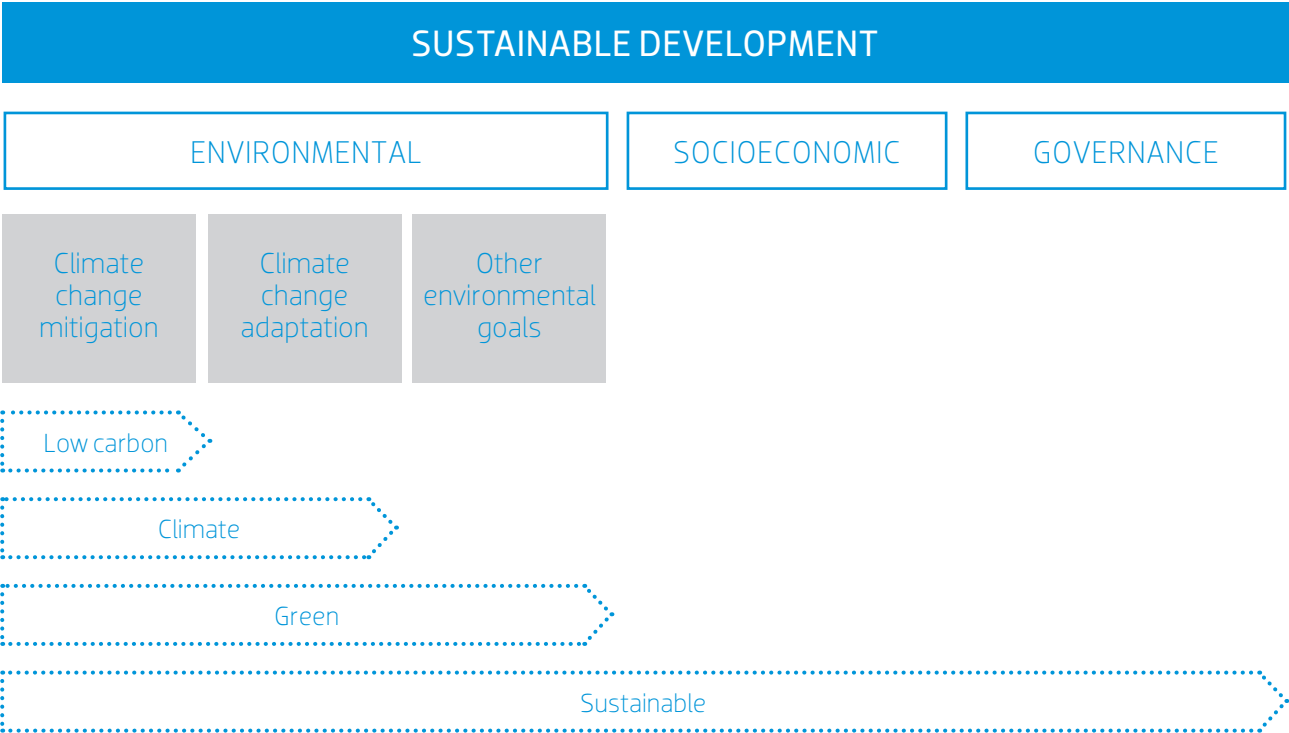 SUSTAINABLE DEVELOPMENT
ENVIRONMENTAL
SOCIOECONOMIC
GOVERNANCE
Climate
change
mitigation
Climate
change
adaptation
Other
environmental
goals
Low carbon
Climate
Green
Sustainable